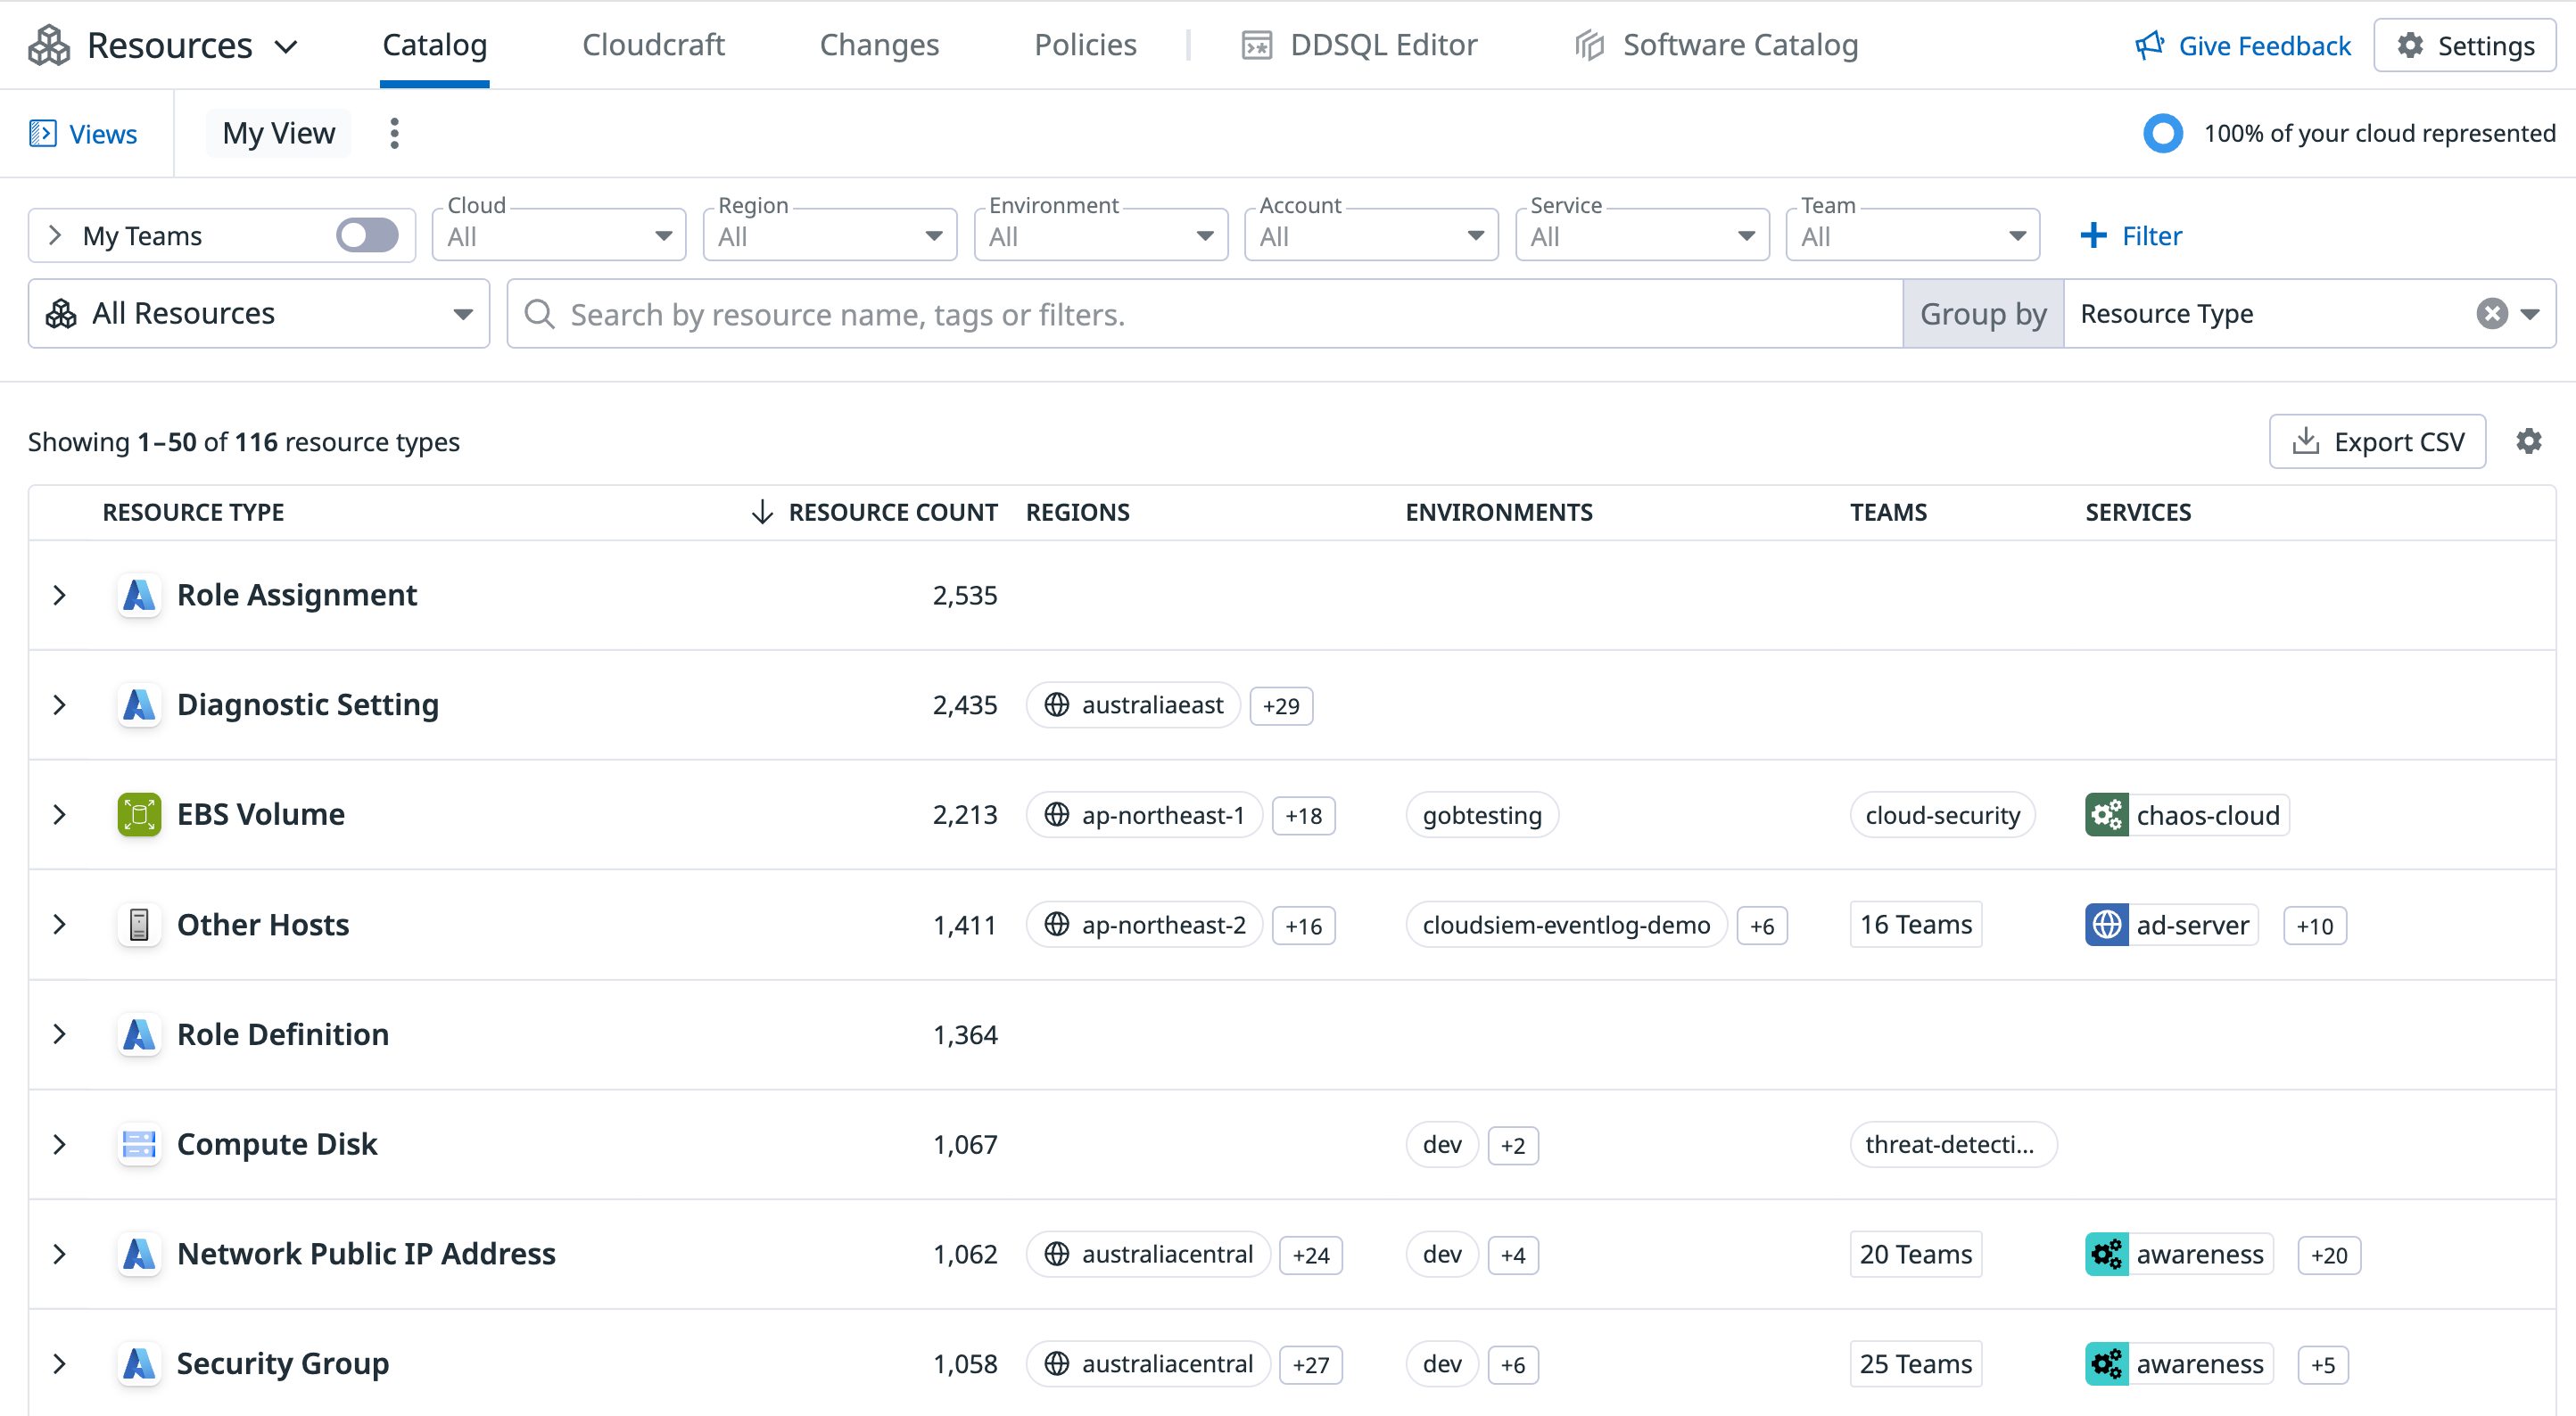 Resources Catalog Cloudcraft Changes Policies DDSQL Editor Software Catalog Give Feedback Settings
Views My View 100% of your cloud represented
My Teams Cloud All Region All Environment All Account All Service All Team All Filter
All Resources Search by resource name, tags or filters. Group by Resource Type
Showing 1–50 of 116 resource types Export CSV
RESOURCE TYPE RESOURCE COUNT REGIONS ENVIRONMENTS TEAMS SERVICES
Role Assignment 2,535
Diagnostic Setting 2,435 australiaeast +29
EBS Volume 2,213 ap-northeast-1 +18 gobtesting cloud-security chaos-cloud
Other Hosts 1,411 ap-northeast-2 +16 cloudsiem-eventlog-demo +6 16 Teams ad-server +10
Role Definition 1,364
Compute Disk 1,067 dev +2 threat-detecti...
Network Public IP Address 1,062 australiacentral +24 dev +4 20 Teams awareness +20
Security Group 1,058 australiacentral +27 dev +6 25 Teams awareness +5